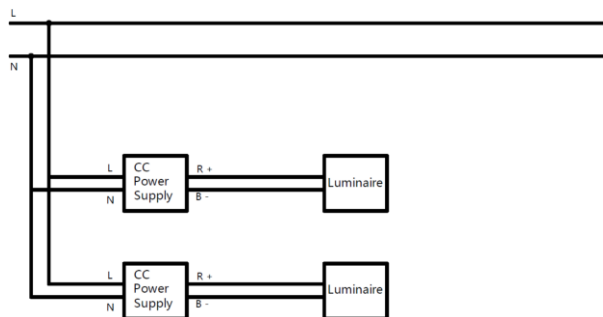 L
N
L
CC
Power
Supply
N
R +
B -
Luminaire
L
CC
Power
Supply
N
R +
B -
Luminaire